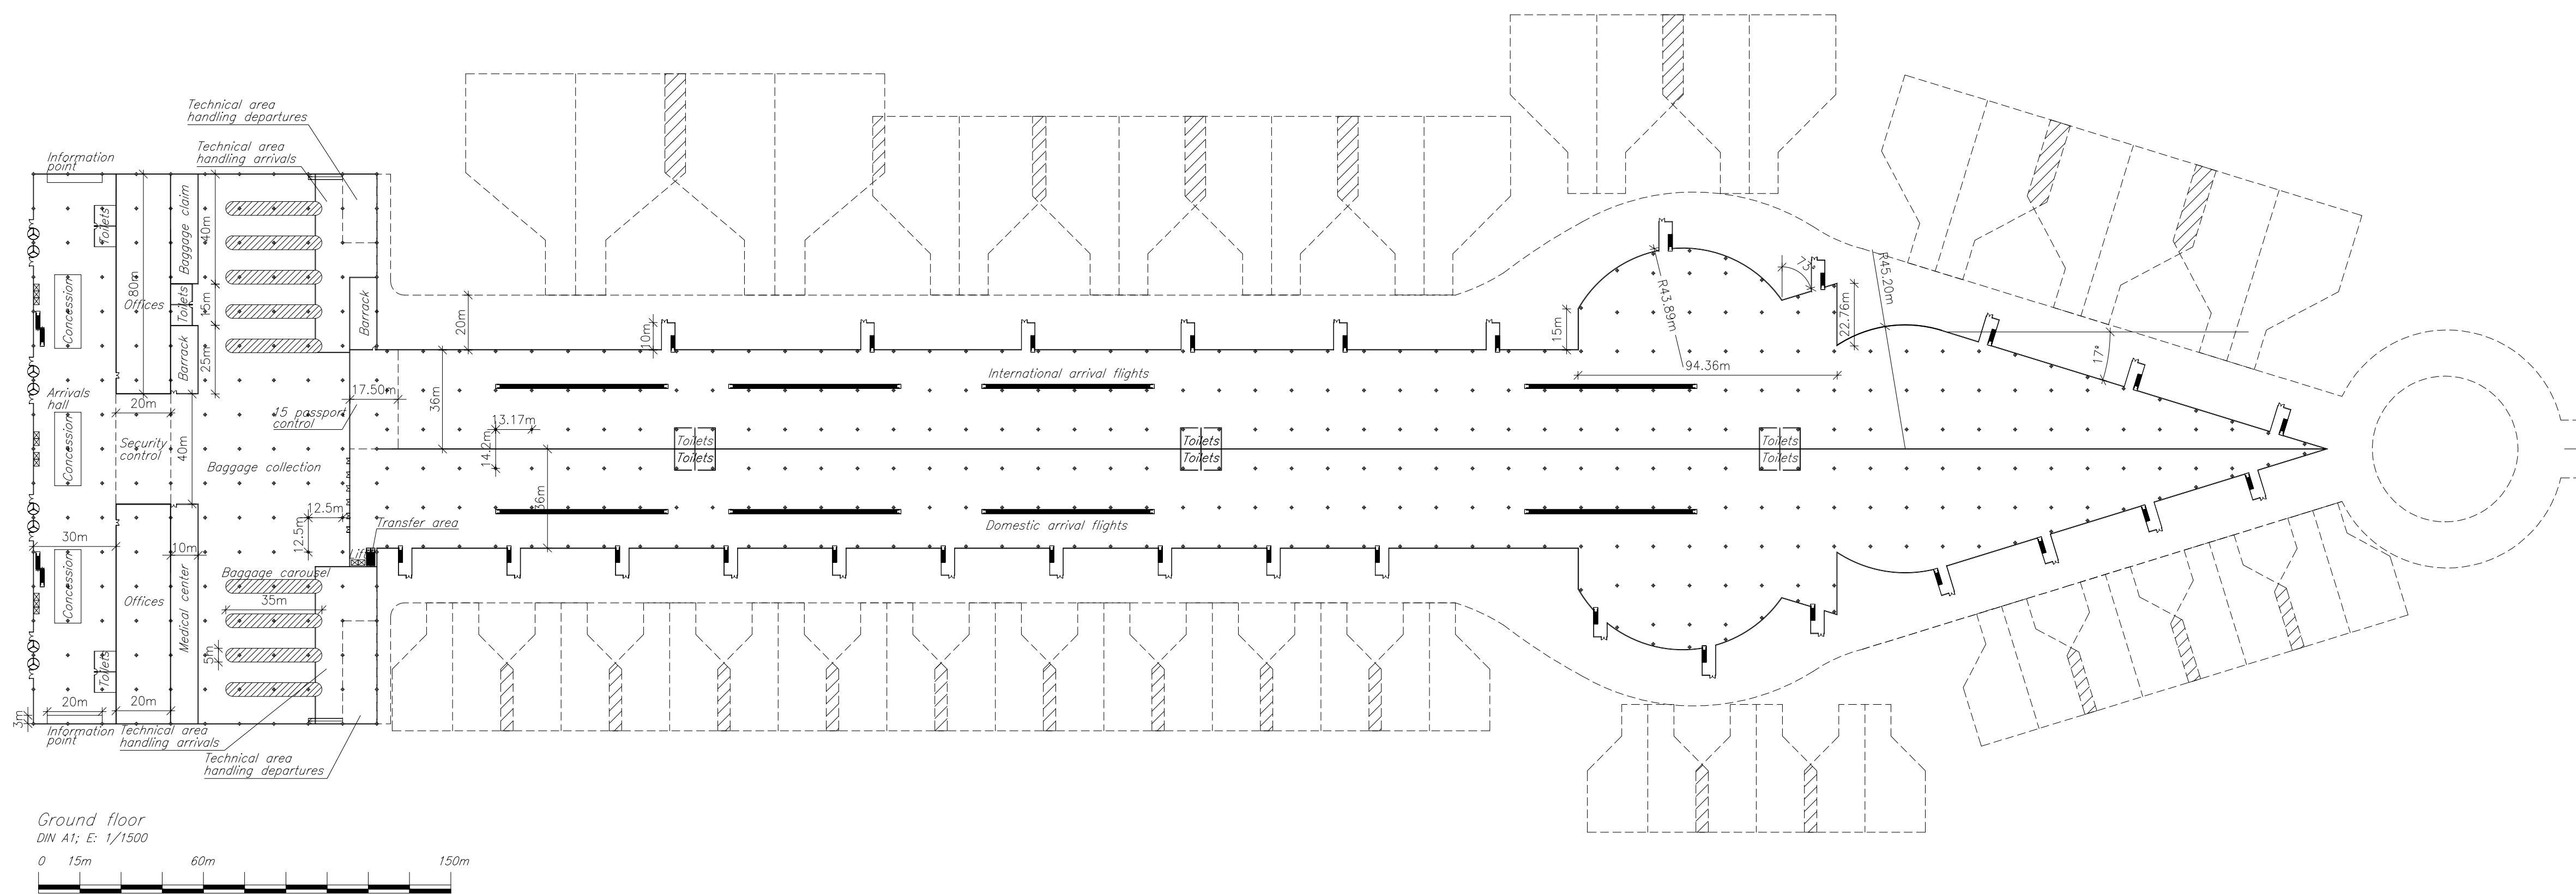 Technical area
handling departures
Technical area
handling arrivals
Information
point
Toilets
80m
Baggage claim
40m
Concession
Offices
Toilets
15m
Barrack
Barrack
25m
20m
10m
15m
R43.89m
73°
22.76m
R45.20m
17°
94.36m
International arrival flights
Arrivals
hall
20m
17.50m
36m
15 passport
control
13.17m
14.2m
Concession
Security
control
40m
Baggage collection
Toilets
Toilets
Toilets
Toilets
Toilets
Toilets
12.5m
12.5m
36m
Transfer area
Domestic arrival flights
30m
10m
Lift
Concession
Offices
Medical center
Baggage carousel
35m
5m
Toilets
20m
20m
3m
Information
point
Technical area
handling arrivals
Technical area
handling departures
Ground floor
DIN A1; E: 1/1500
0 15m 60m 150m